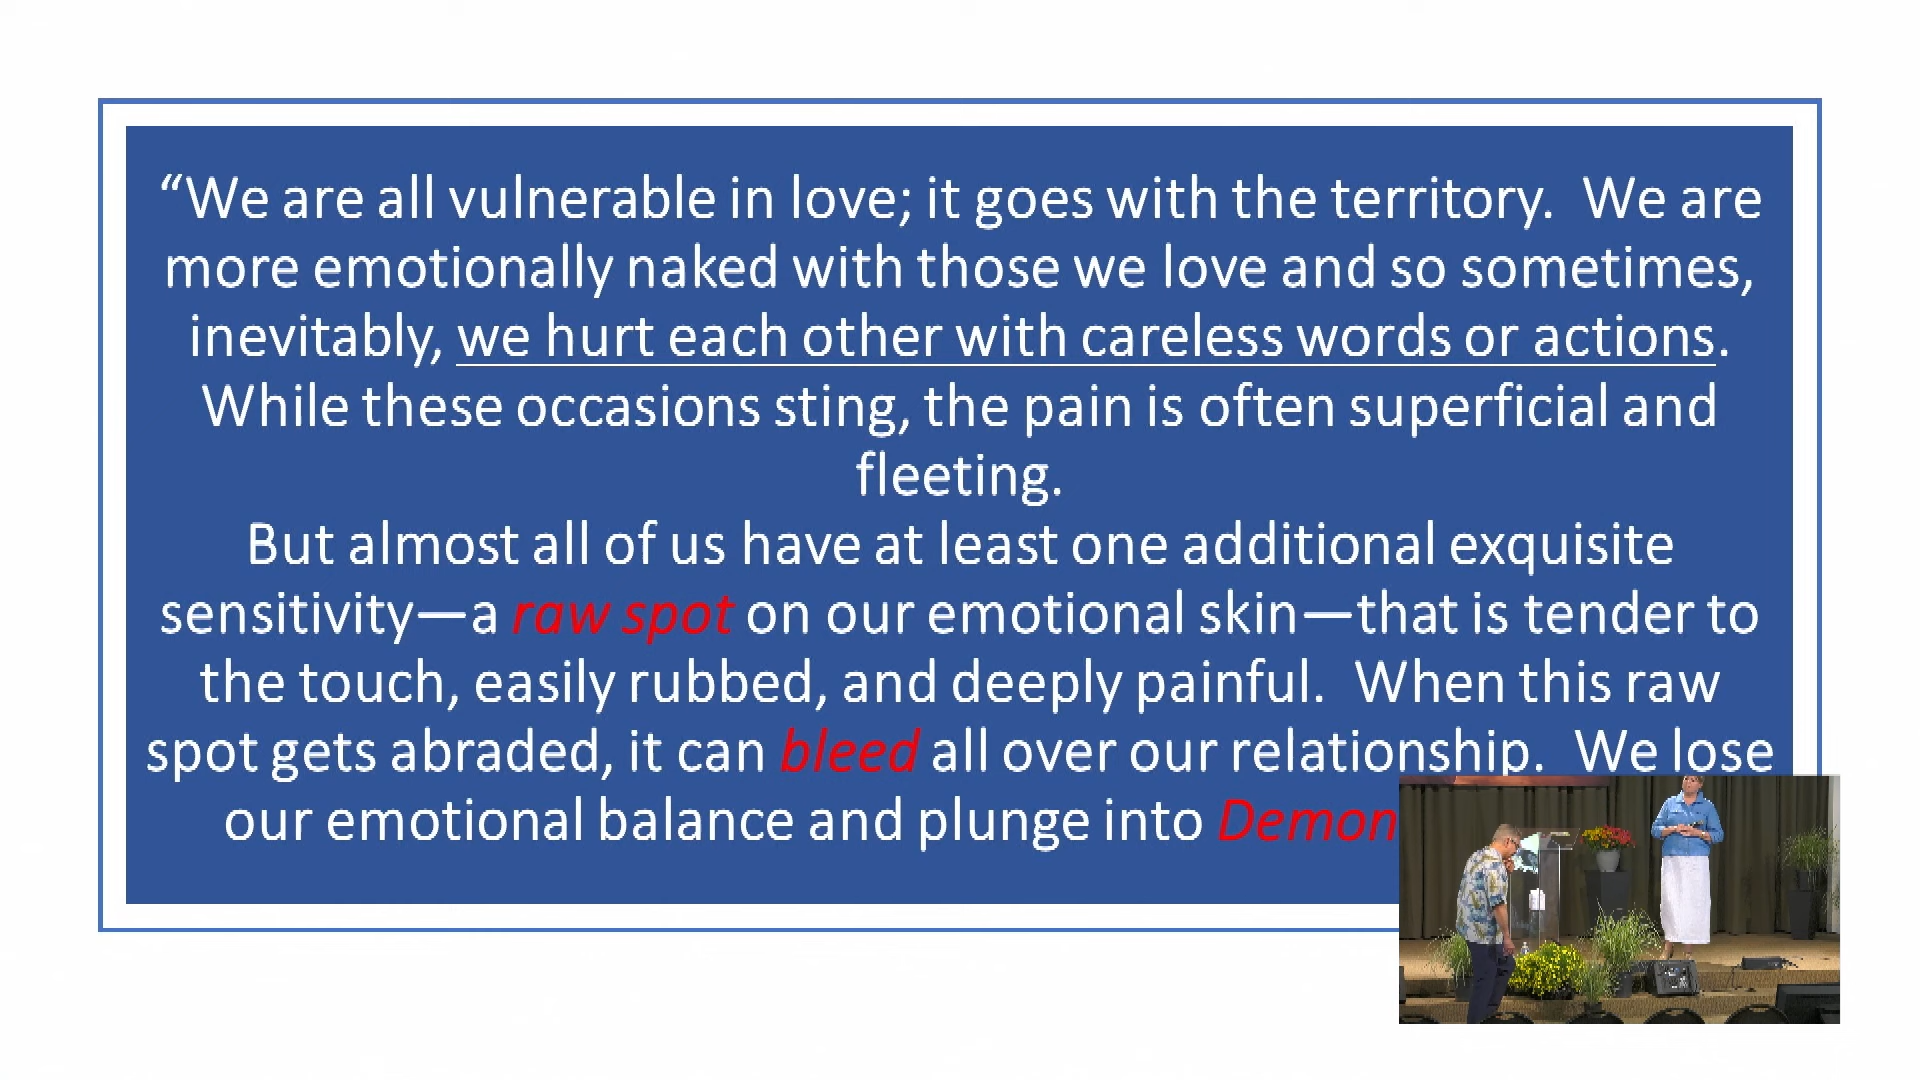 “We are all vulnerable in love; it goes with the territory.  We are
more emotionally naked with those we love and so sometimes,
inevitably, we hurt each other with careless words or actions.
While these occasions sting, the pain is often superficial and
fleeting.
But almost all of us have at least one additional exquisite
sensitivity—a raw spot on our emotional skin—that is tender to
the touch, easily rubbed, and deeply painful.  When this raw
spot gets abraded, it can bleed all over our relationship.  We lose
our emotional balance and plunge into Demon